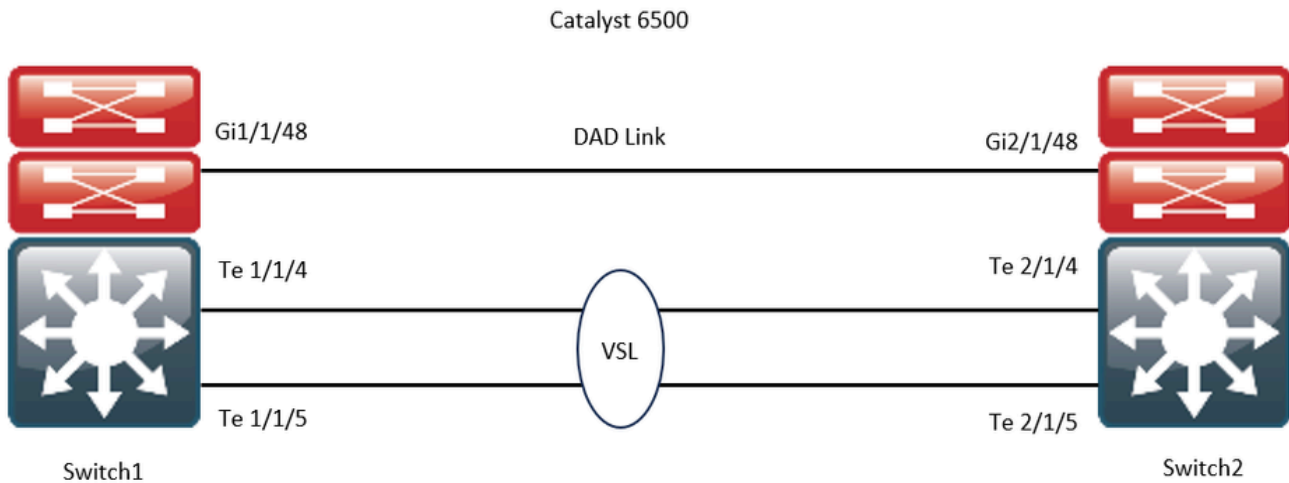 Catalyst 6500
Gi1/1/48
DAD Link
Gi2/1/48
Te 1/1/4
Te 2/1/4
VSL
Te 1/1/5
Te 2/1/5
Switch1
Switch2